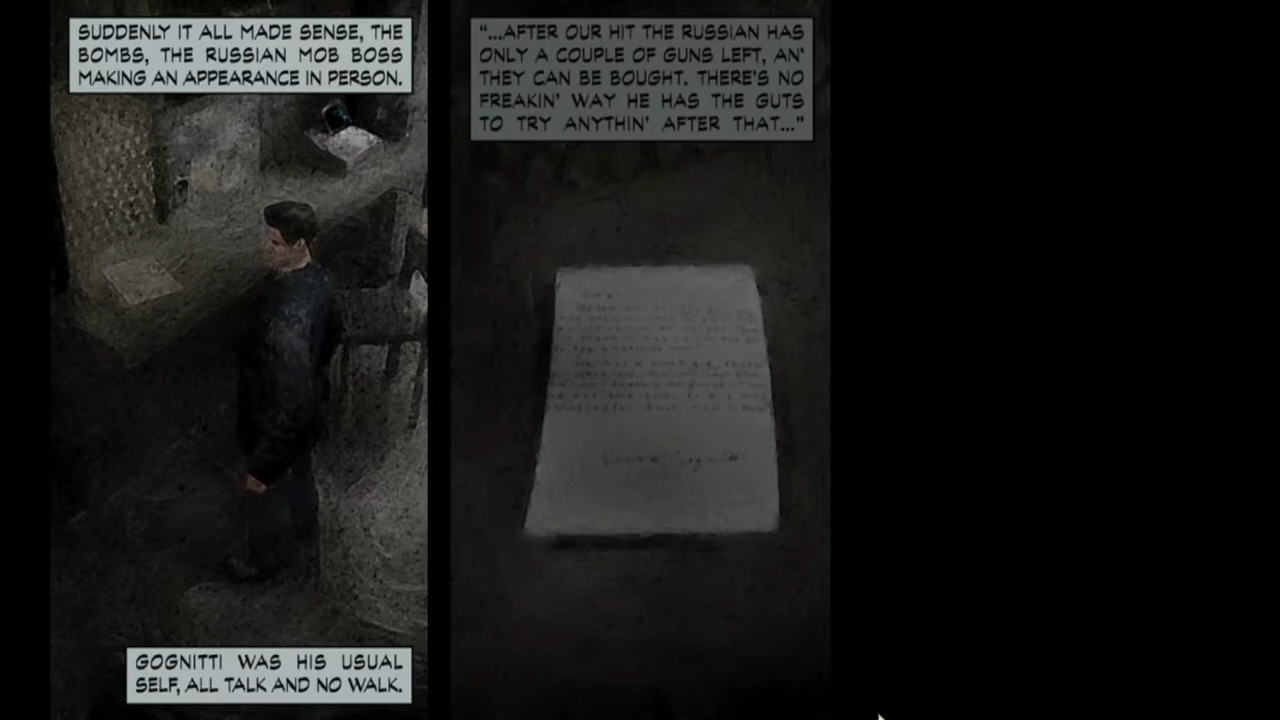 SUDDENLY IT ALL MADE SENSE, THE
BOMBS, THE RUSSIAN MOB BOSS
MAKING AN APPEARANCE IN PERSON.
GOGNITTI WAS HIS USUAL
SELF, ALL TALK AND NO WALK.
"...AFTER OUR HIT THE RUSSIAN HAS
ONLY A COUPLE OF GUNS LEFT, AN'
THEY CAN BE BOUGHT. THERE'S NO
FREAKIN' WAY HE HAS THE GUTS
TO TRY ANYTHIN' AFTER THAT..."